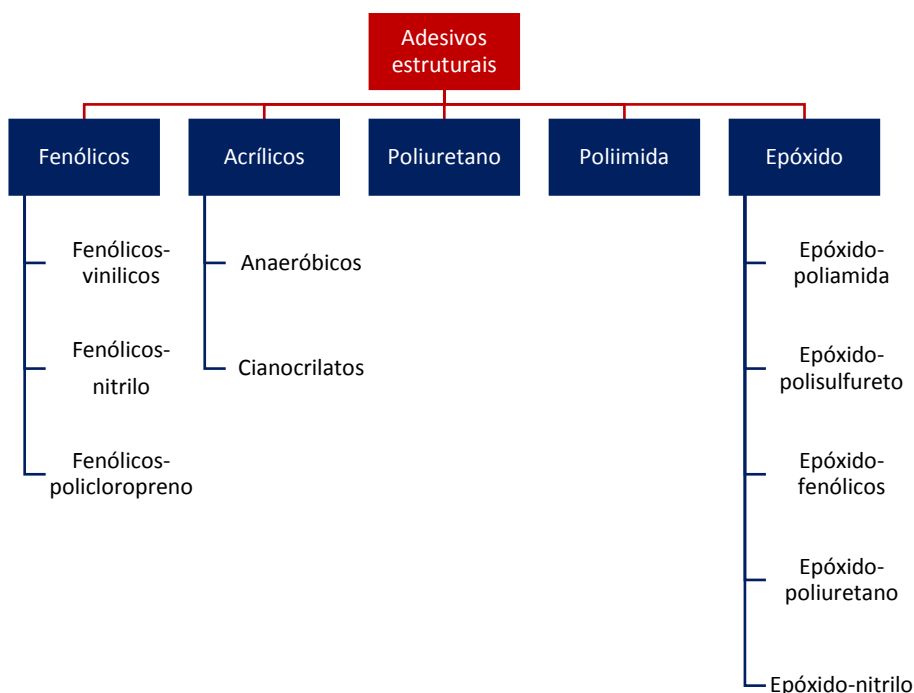 Adesivos
estruturais
Fenólicos
Acrílicos
Poliuretano
Poliimida
Epóxido
Fenólicos-
vinilicos
Fenólicos-
nitrilo
Fenólicos-
policloropreno
Anaeróbicos
Cianocrilatos
Epóxido-
poliamida
Epóxido-
polisulfureto
Epóxido-
fenólicos
Epóxido-
poliuretano
Epóxido-nitrilo